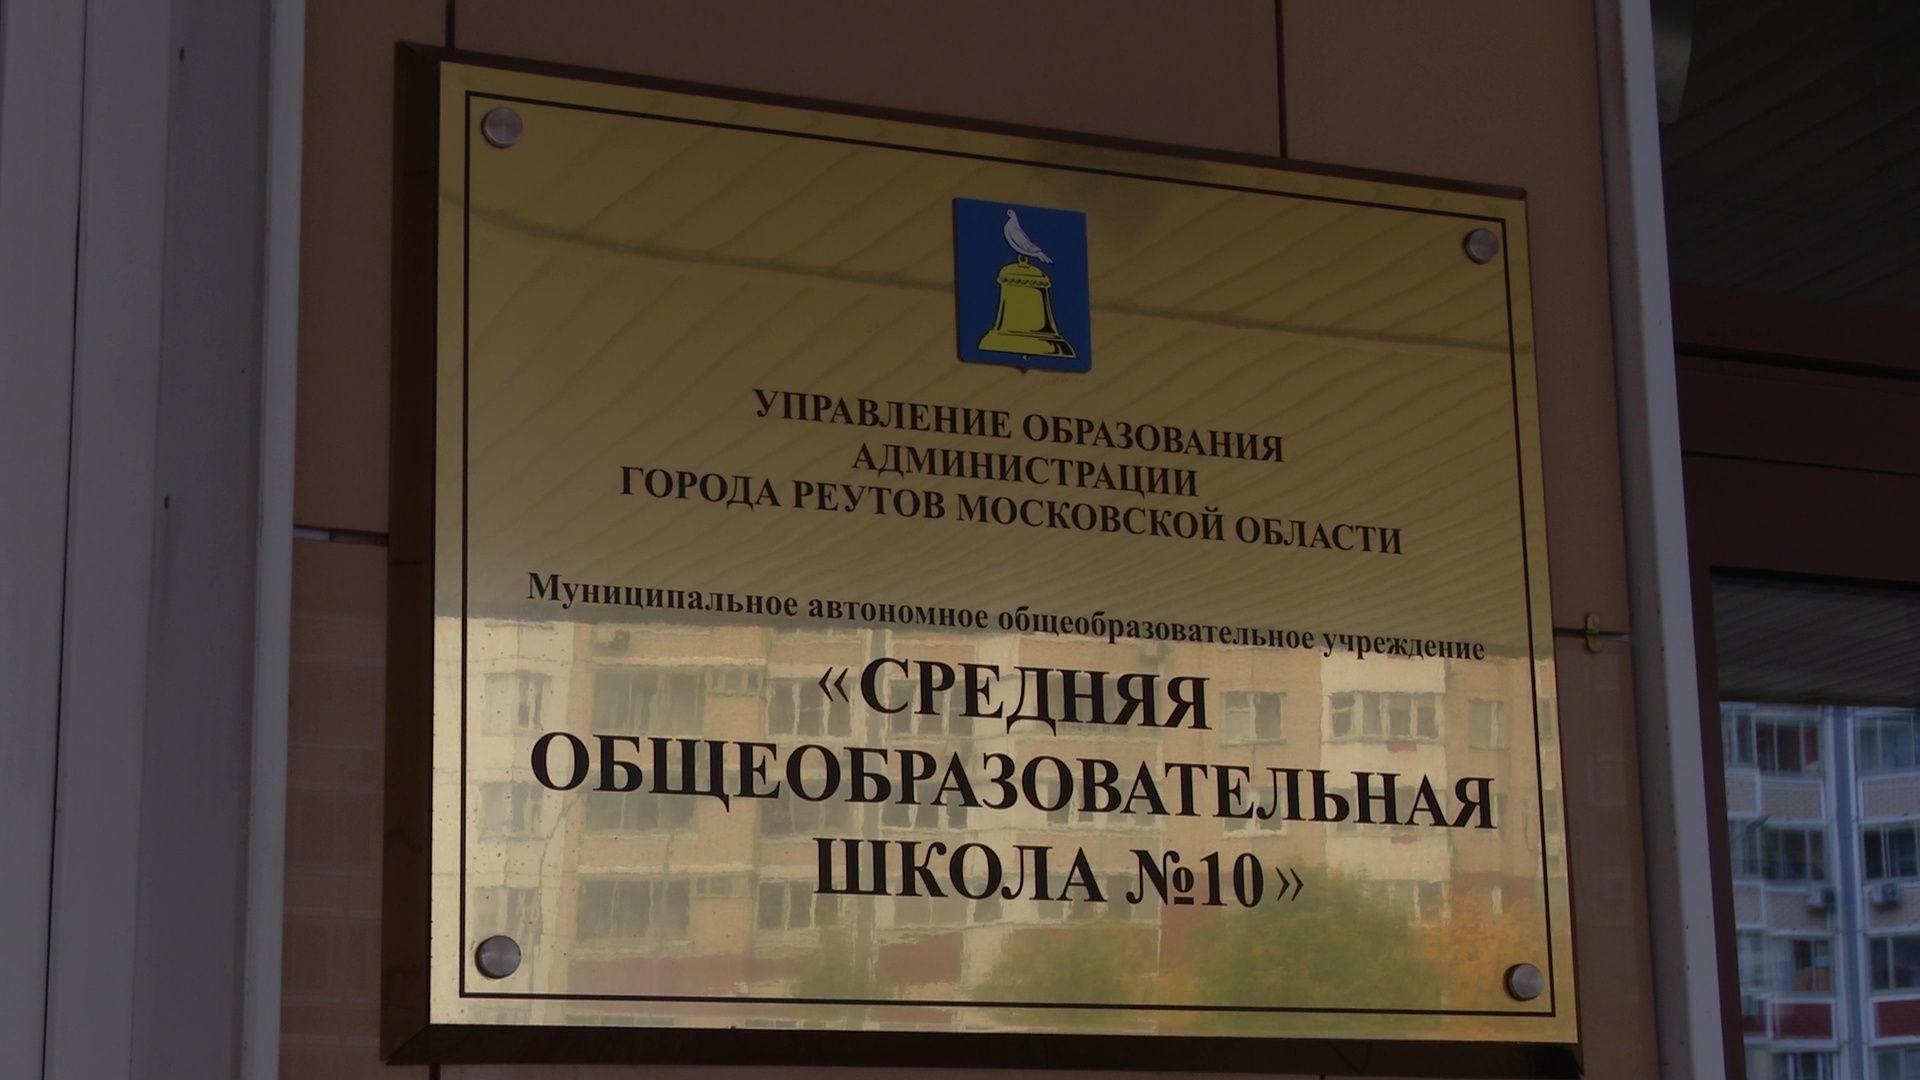 УПРАВЛЕНИЕ ОБРАЗОВАНИЯ
АДМИНИСТРАЦИИ
ГОРОДА РЕУТОВ МОСКОВСКОЙ ОБЛАСТИ
Муниципальное автономное общеобразовательное учреждение
«СРЕДНЯЯ
ОБЩЕОБРАЗОВАТЕЛЬНАЯ
ШКОЛА №10»